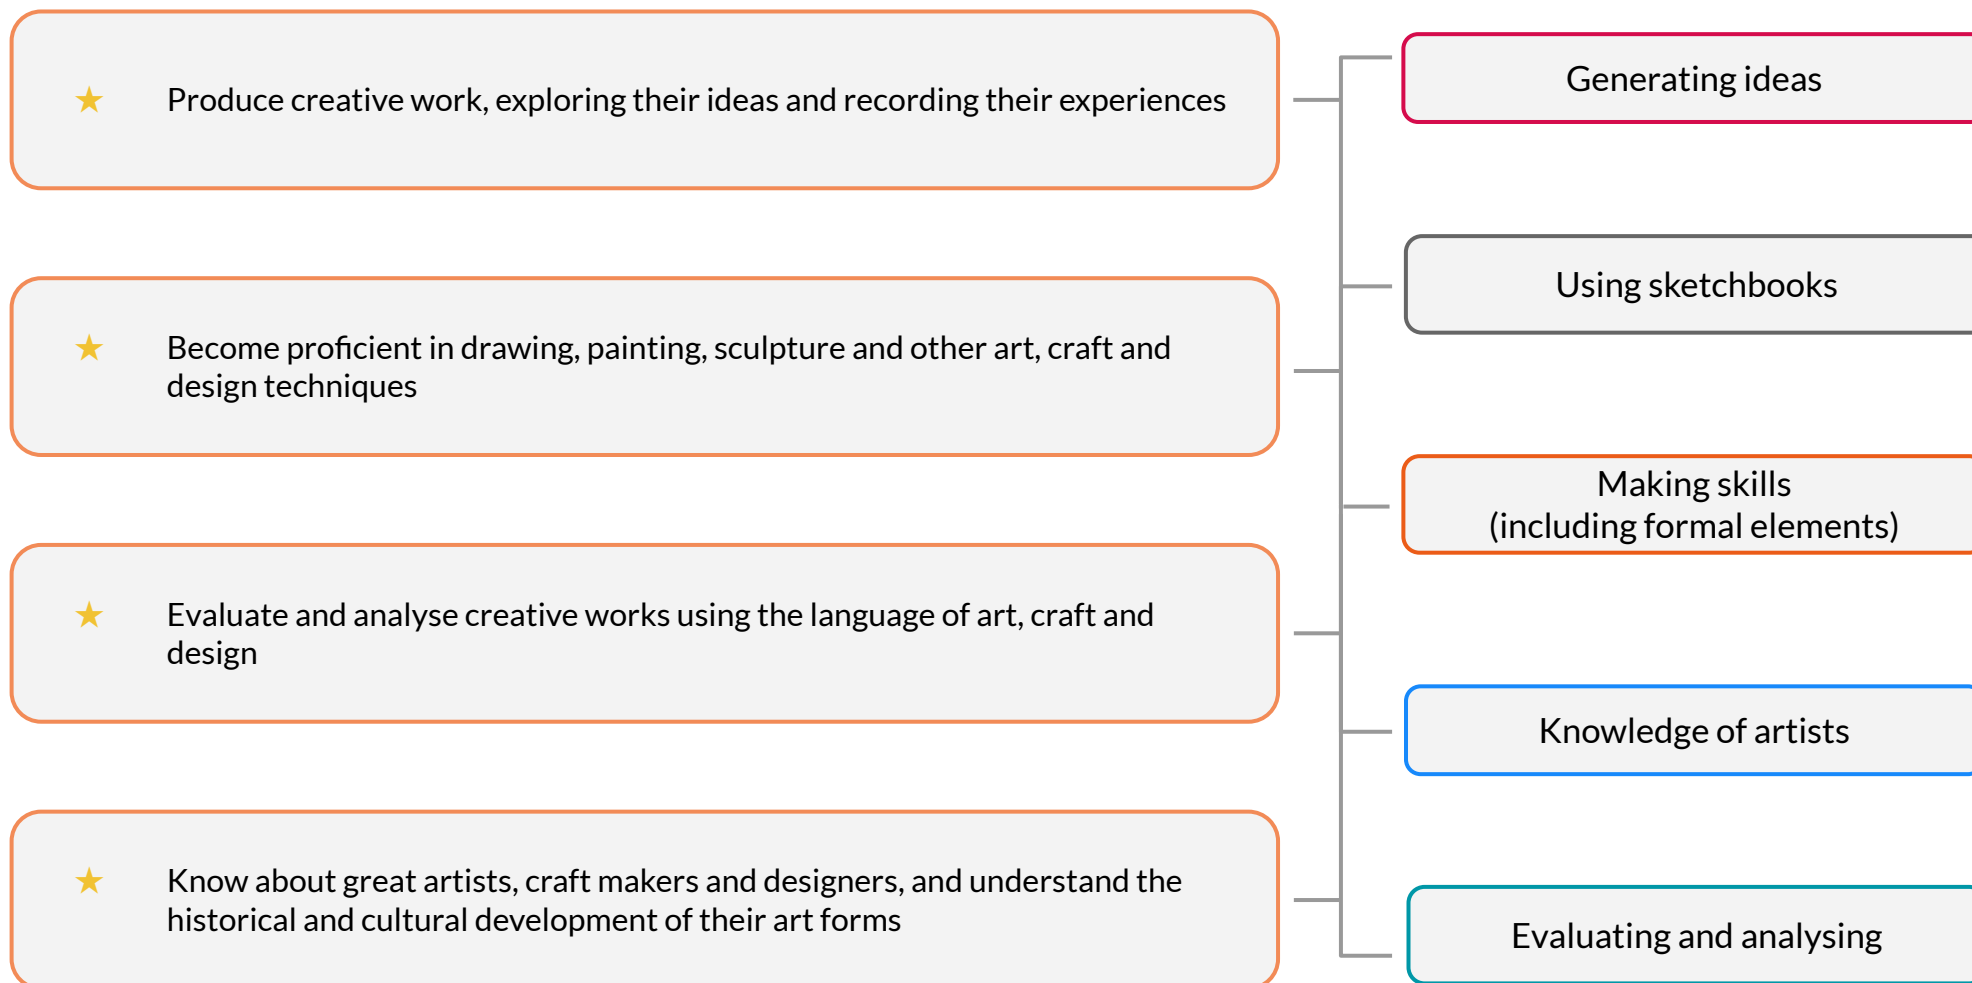 Produce creative work, exploring their ideas and recording their experiences
Become proficient in drawing, painting, sculpture and other art, craft and
design techniques
Evaluate and analyse creative works using the language of art, craft and
design
Know about great artists, craft makers and designers, and understand the
historical and cultural development of their art forms
Generating ideas
Using sketchbooks
Making skills
(including formal elements)
Knowledge of artists
Evaluating and analysing